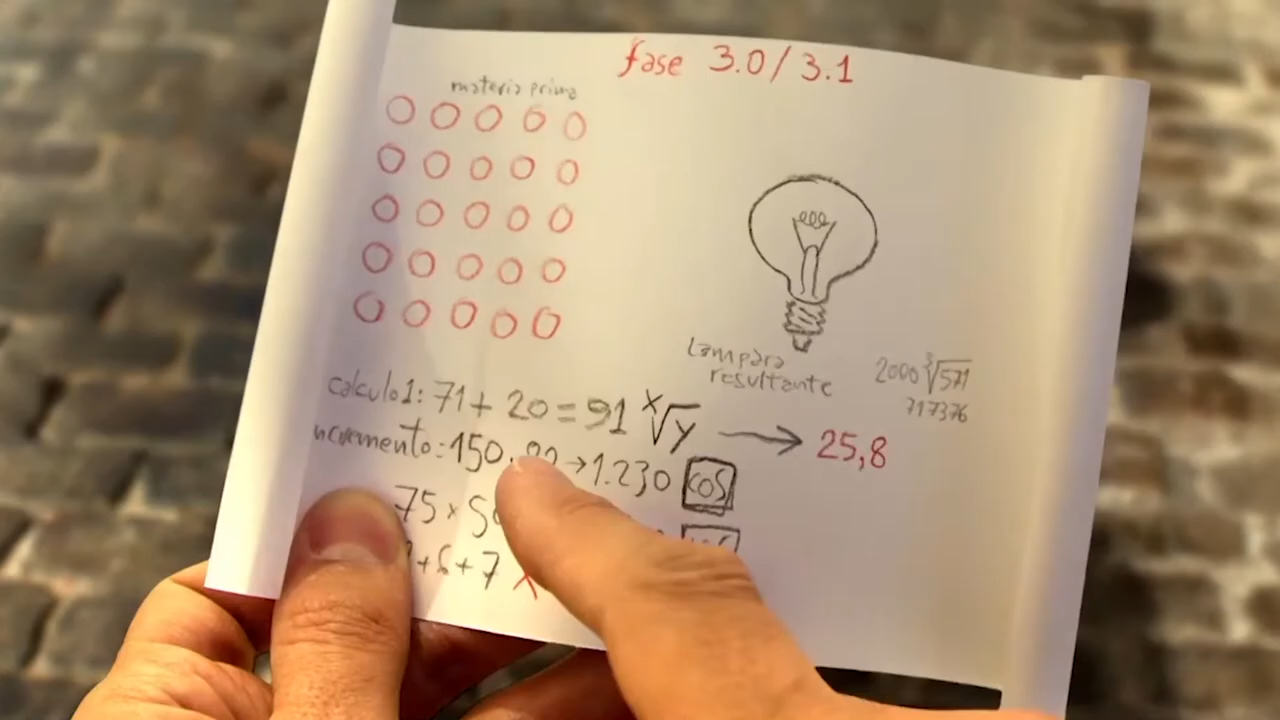 fase 3.0/3.1
materia prima
Lampara
resultante
2000 ∛571
717376
calculo1: 71+ 20=91 ˣ√y → 25,8
incremento:150. →1.230 cos
75×
+6+7